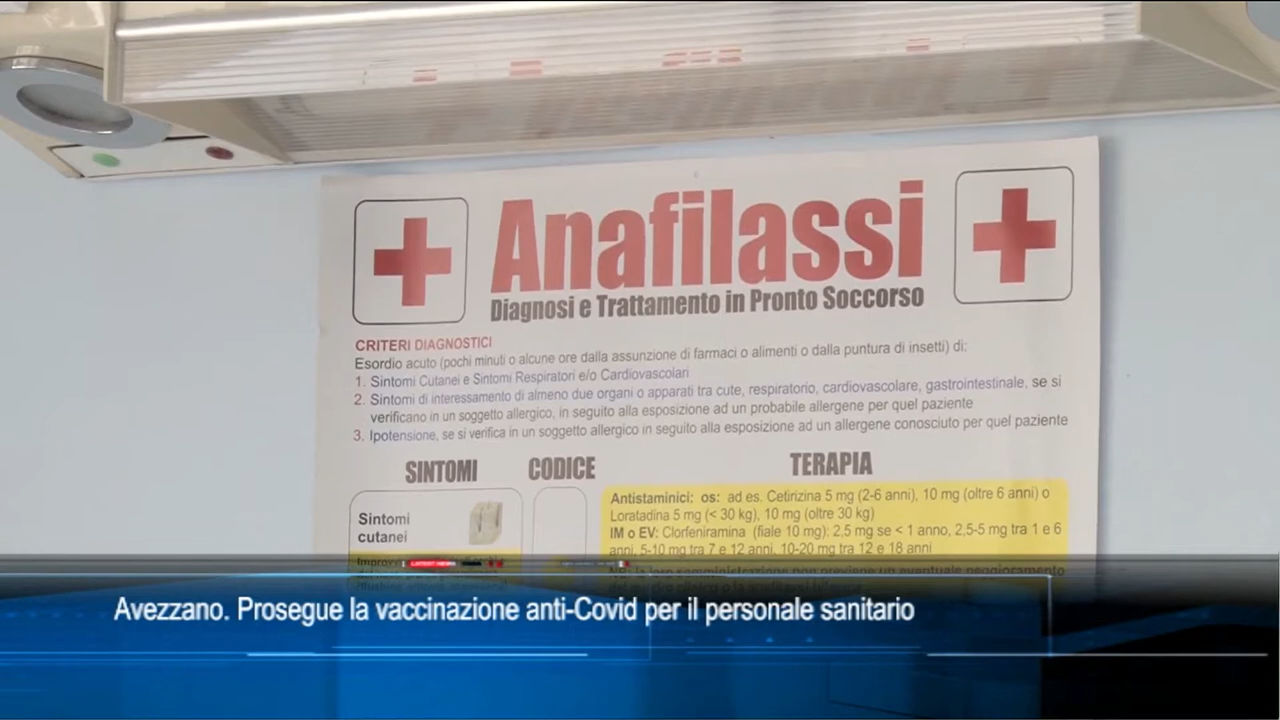 Anafilassi
Diagnosi e Trattamento in Pronto Soccorso
CRITERI DIAGNOSTICI
Esordio acuto (pochi minuti o alcune ore dalla assunzione di farmaci o alimenti o dalla puntura di insetti) di:
1. Sintomi Cutanei e Sintomi Respiratori e/o Cardiovascolari
2. Sintomi di interessamento di almeno due organi o apparati tra cute, respiratorio, cardiovascolare, gastrointestinale, se si
verificano in un soggetto allergico, in seguito alla esposizione ad un probabile allergene per quel paziente
3. Ipotensione, se si verifica in un soggetto allergico in seguito alla esposizione ad un allergene conosciuto per quel paziente
SINTOMI CODICE TERAPIA
Sintomi
cutanei
Antistaminici: os: ad es. Cetirizina 5 mg (2-6 anni), 10 mg (oltre 6 anni) o
Loratadina 5 mg (< 30 kg), 10 mg (oltre 30 kg)
IM o EV: Clorfeniramina (fiale 10 mg): 2,5 mg se < 1 anno, 2,5-5 mg tra 1 e 6
anni, 5-10 mg tra 7 e 12 anni, 10-20 mg tra 12 e 18 anni
LATEST NEWS
Avezzano. Prosegue la vaccinazione anti-Covid per il personale sanitario